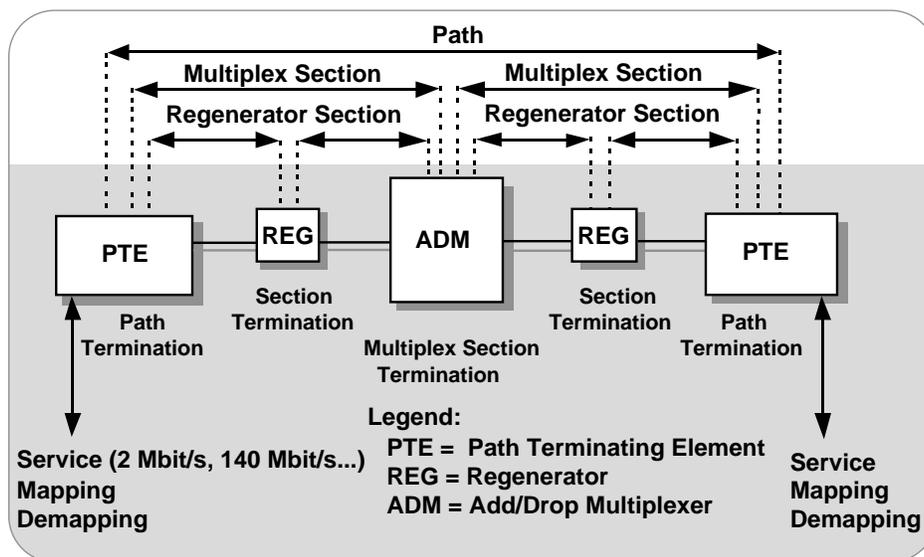 Path
Multiplex Section Multiplex Section
Regenerator Section Regenerator Section
PTE REG ADM REG PTE
Path
Termination
Section
Termination
Multiplex Section
Termination
Section
Termination
Path
Termination
Service (2 Mbit/s, 140 Mbit/s...)
Mapping
Demapping
Legend:
PTE = Path Terminating Element
REG = Regenerator
ADM = Add/Drop Multiplexer
Service
Mapping
Demapping